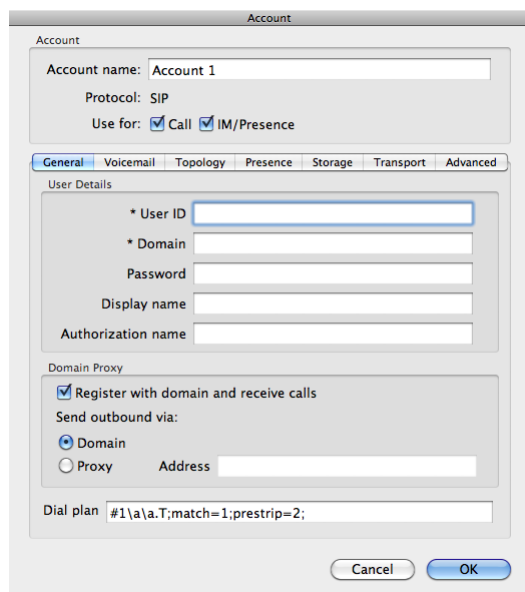 Account
Account
Account name: Account 1
Protocol: SIP
Use for: Call IM/Presence
General Voicemail Topology Presence Storage Transport Advanced
User Details
* User ID
* Domain
Password
Display name
Authorization name
Domain Proxy
Register with domain and receive calls
Send outbound via:
Domain
Proxy Address
Dial plan #1\a\a.T;match=1;prestrip=2;
Cancel OK